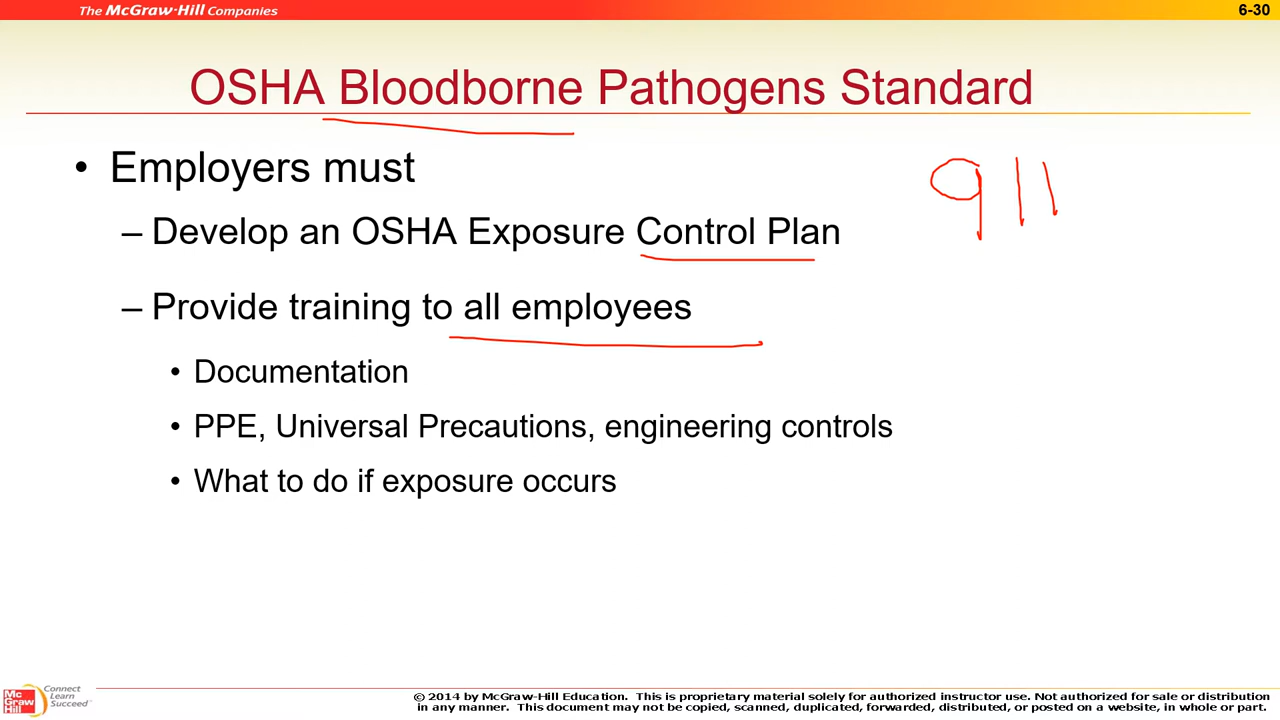 The McGraw-Hill Companies
6-30
OSHA Bloodborne Pathogens Standard
• Employers must
911
– Develop an OSHA Exposure Control Plan
– Provide training to all employees
• Documentation
• PPE, Universal Precautions, engineering controls
• What to do if exposure occurs
Mc
Graw
Hill
Connect
Learn
Succeed
© 2014 by McGraw-Hill Education. This is proprietary material solely for authorized instructor use. Not authorized for sale or distribution
in any manner. This document may not be copied, scanned, duplicated, forwarded, distributed, or posted on a website, in whole or part.